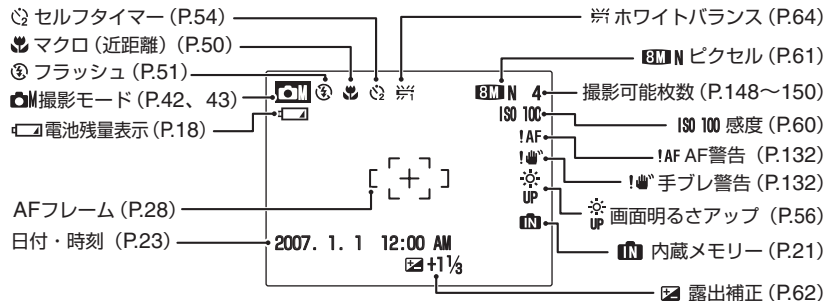 セルフタイマー (P.54)
マクロ (近距離) (P.50)
フラッシュ (P.51)
M撮影モード (P.42、43)
電池残量表示 (P.18)
AFフレーム (P.28)
日付・時刻 (P.23)
8M N 4
ISO 100
!AF
!
UP
IN
2007. 1. 1 12:00 AM
+1⅓
ホワイトバランス (P.64)
8M N ピクセル (P.61)
撮影可能枚数 (P.148〜150)
ISO 100 感度 (P.60)
!AF AF警告 (P.132)
! 手ブレ警告 (P.132)
UP 画面明るさアップ (P.56)
IN 内蔵メモリー (P.21)
露出補正 (P.62)